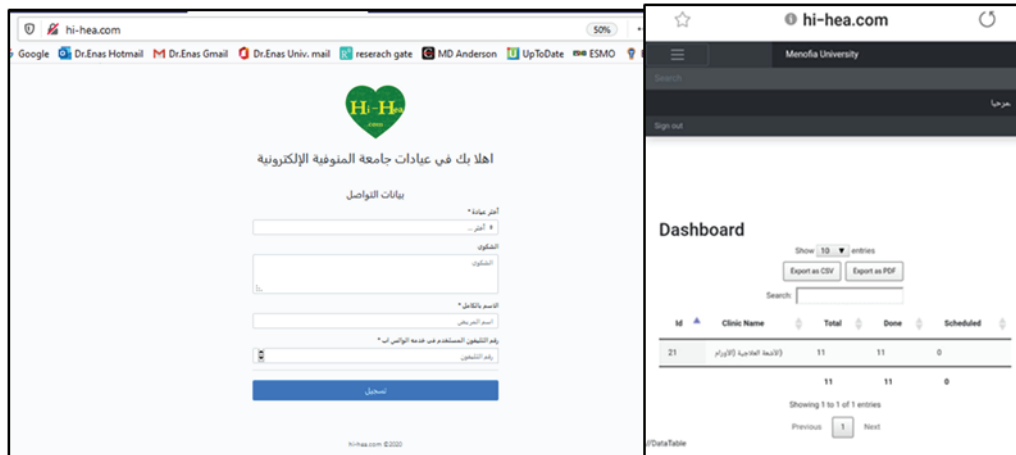 hi-hea.com
50%
Google Dr.Enas Hotmail Dr.Enas Gmail Dr.Enas Univ. mail reserach gate MD Anderson UpToDate ESMO
Hi-Hea
.com
اهلا بك في عيادات جامعة المنوفية الإلكترونية
بيانات التواصل
أختر عيادة *
أختر ...
الشكوى
الشكوى
الاسم بالكامل *
اسم المريض
رقم التليفون المستخدم في خدمة الواتس اب *
رقم التليفون
تسجيل
hi-hea.com ©2020
hi-hea.com
Menofia University
Search
مرحبا
Sign out
Dashboard
Show 10 entries
Export as CSV Export as PDF
Search:
Id Clinic Name Total Done Scheduled
21 الأشعة العلاجية (الأورام) 11 11 0
11 11 0
Showing 1 to 1 of 1 entries
Previous 1 Next
//DataTable